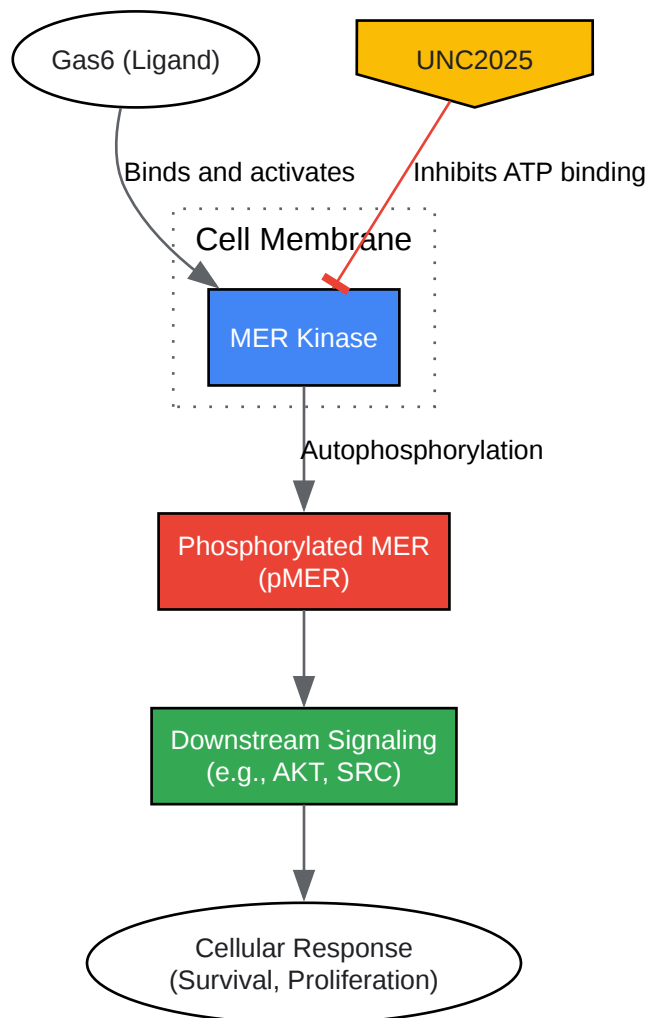 Gas6 (Ligand)
UNC2025
Binds and activates
Inhibits ATP binding
Cell Membrane
MER Kinase
Autophosphorylation
Phosphorylated MER
(pMER)
Downstream Signaling
(e.g., AKT, SRC)
Cellular Response
(Survival, Proliferation)